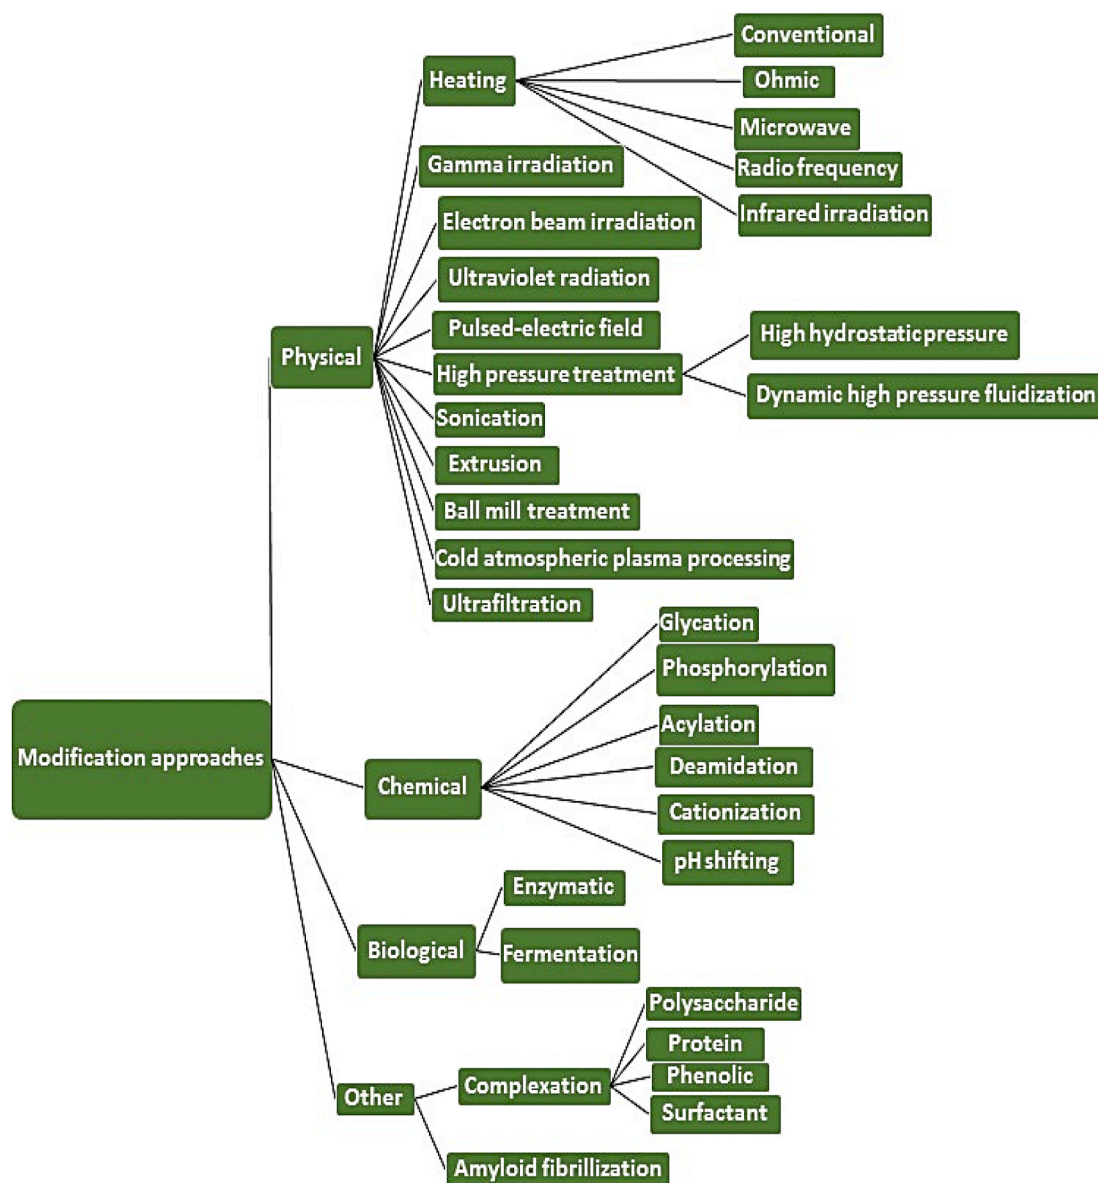 Conventional
Heating
Ohmic
Microwave
Radio frequency
Infrared irradiation
Gamma irradiation
Electron beam irradiation
Ultraviolet radiation
Pulsed-electric field
Physical
High pressure treatment
High hydrostatic pressure
Dynamic high pressure fluidization
Sonication
Extrusion
Ball mill treatment
Cold atmospheric plasma processing
Ultrafiltration
Modification approaches
Chemical
Glycation
Phosphorylation
Acylation
Deamidation
Cationization
pH shifting
Biological
Enzymatic
Fermentation
Other
Complexation
Polysaccharide
Protein
Phenolic
Surfactant
Amyloid fibrillization